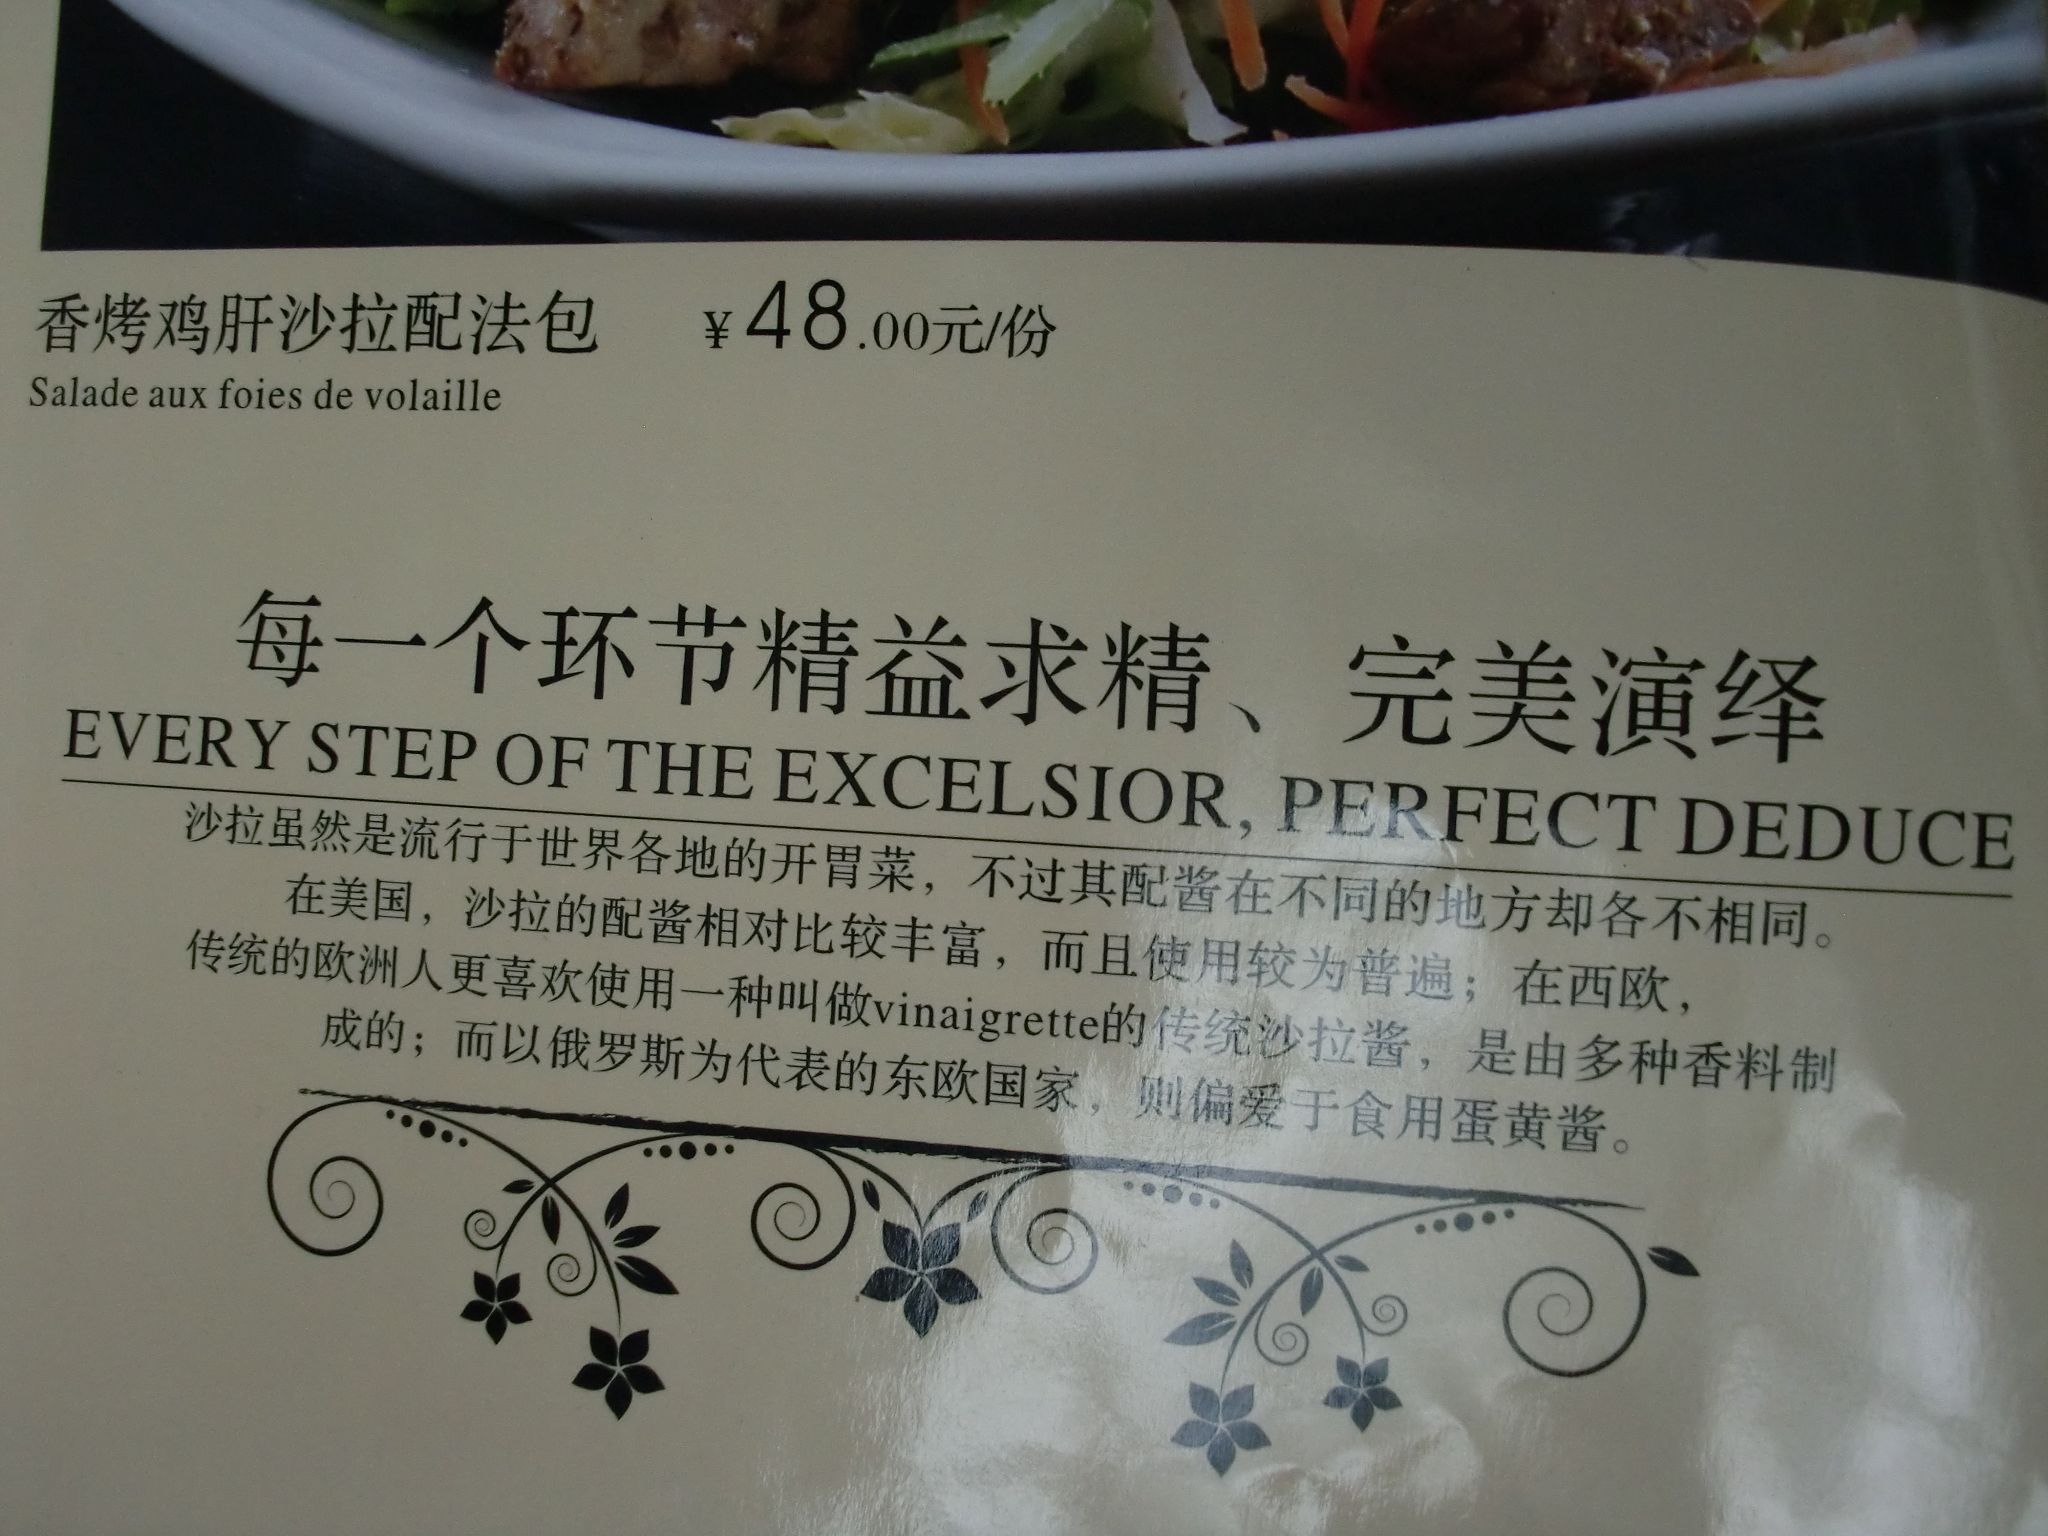 香烤鸡肝沙拉配法包 ¥48.00元/份
Salade aux foies de volaille
每一个环节精益求精、完美演绎
EVERY STEP OF THE EXCELSIOR, PERFECT DEDUCE
沙拉虽然是流行于世界各地的开胃菜，不过其配酱在不同的地方却各不相同。
在美国，沙拉的配酱相对比较丰富，而且使用较为普遍；在西欧，
传统的欧洲人更喜欢使用一种叫做vinaigrette的传统沙拉酱，是由多种香料制
成的；而以俄罗斯为代表的东欧国家，则偏爱于食用蛋黄酱。